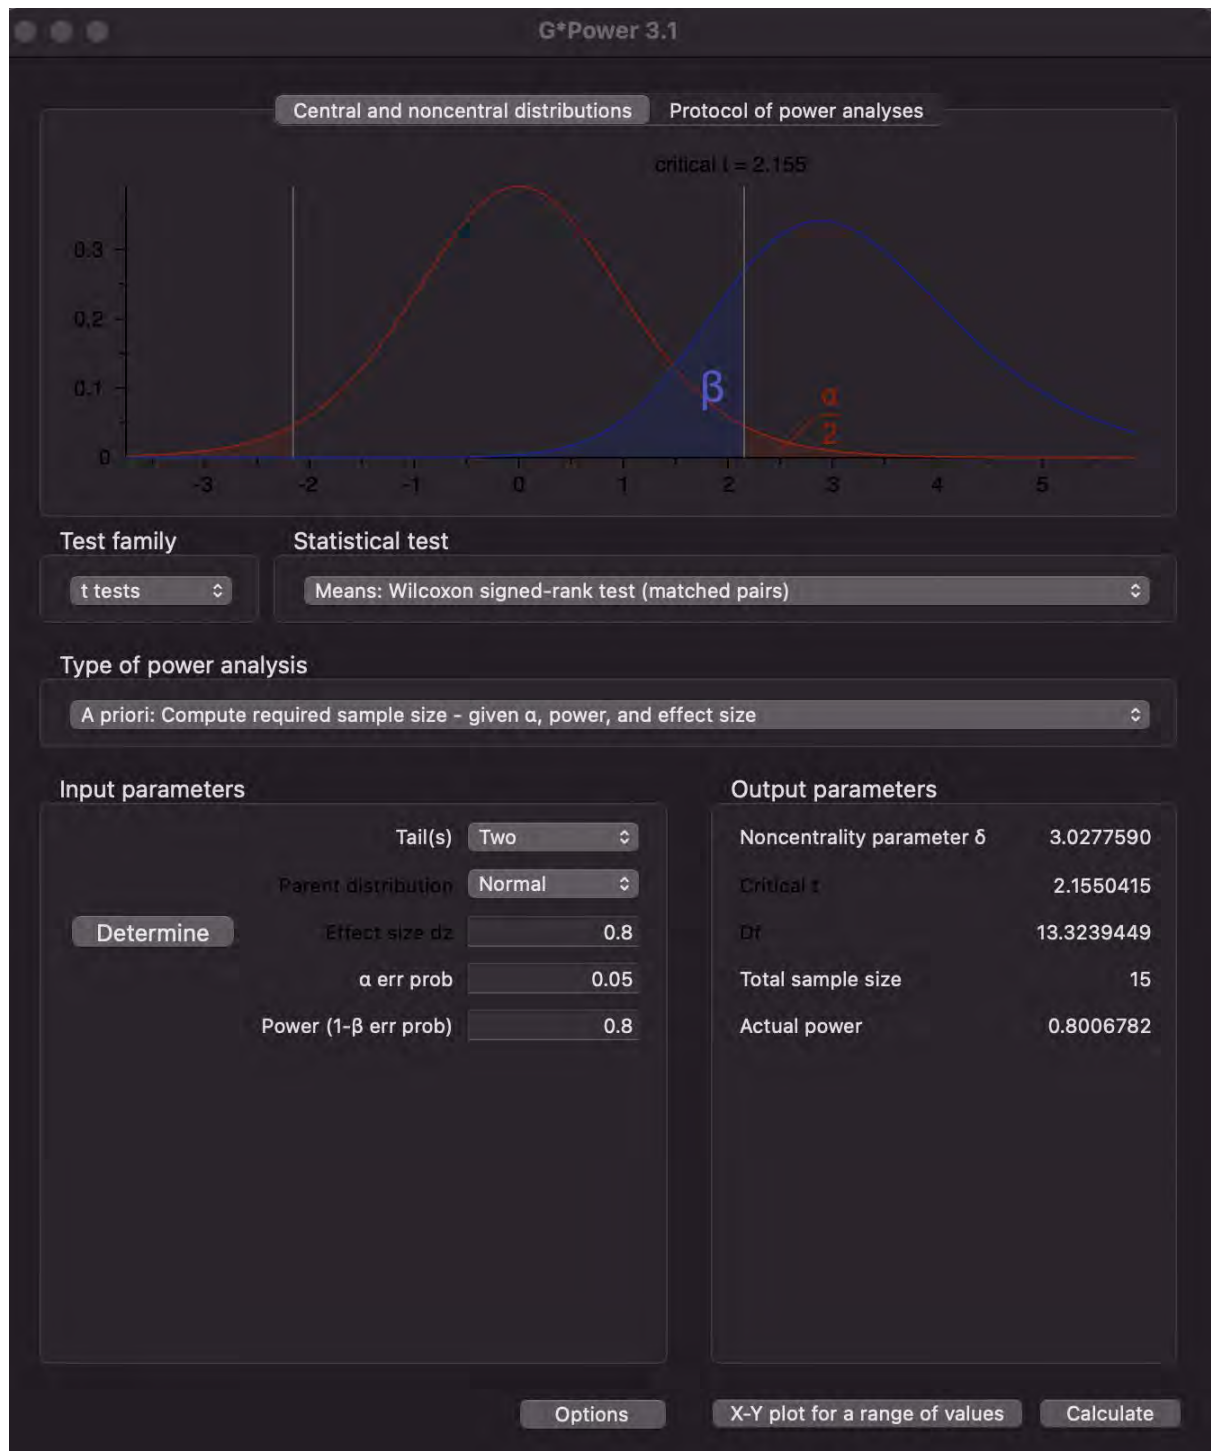 G*Power 3.1
Central and noncentral distributions Protocol of power analyses
critical t = 2.155
0.3
0.2
0.1
0
β
α
2
-3 -2 -1 0 1 2 3 4 5
Test family Statistical test
t tests Means: Wilcoxon signed-rank test (matched pairs)
Type of power analysis
A priori: Compute required sample size - given α, power, and effect size
Input parameters Output parameters
Tail(s) Two Noncentrality parameter δ 3.0277590
Parent distribution Normal Critical t 2.1550415
Determine Effect size dz 0.8 Df 13.3239449
α err prob 0.05 Total sample size 15
Power (1-β err prob) 0.8 Actual power 0.8006782
Options X-Y plot for a range of values Calculate